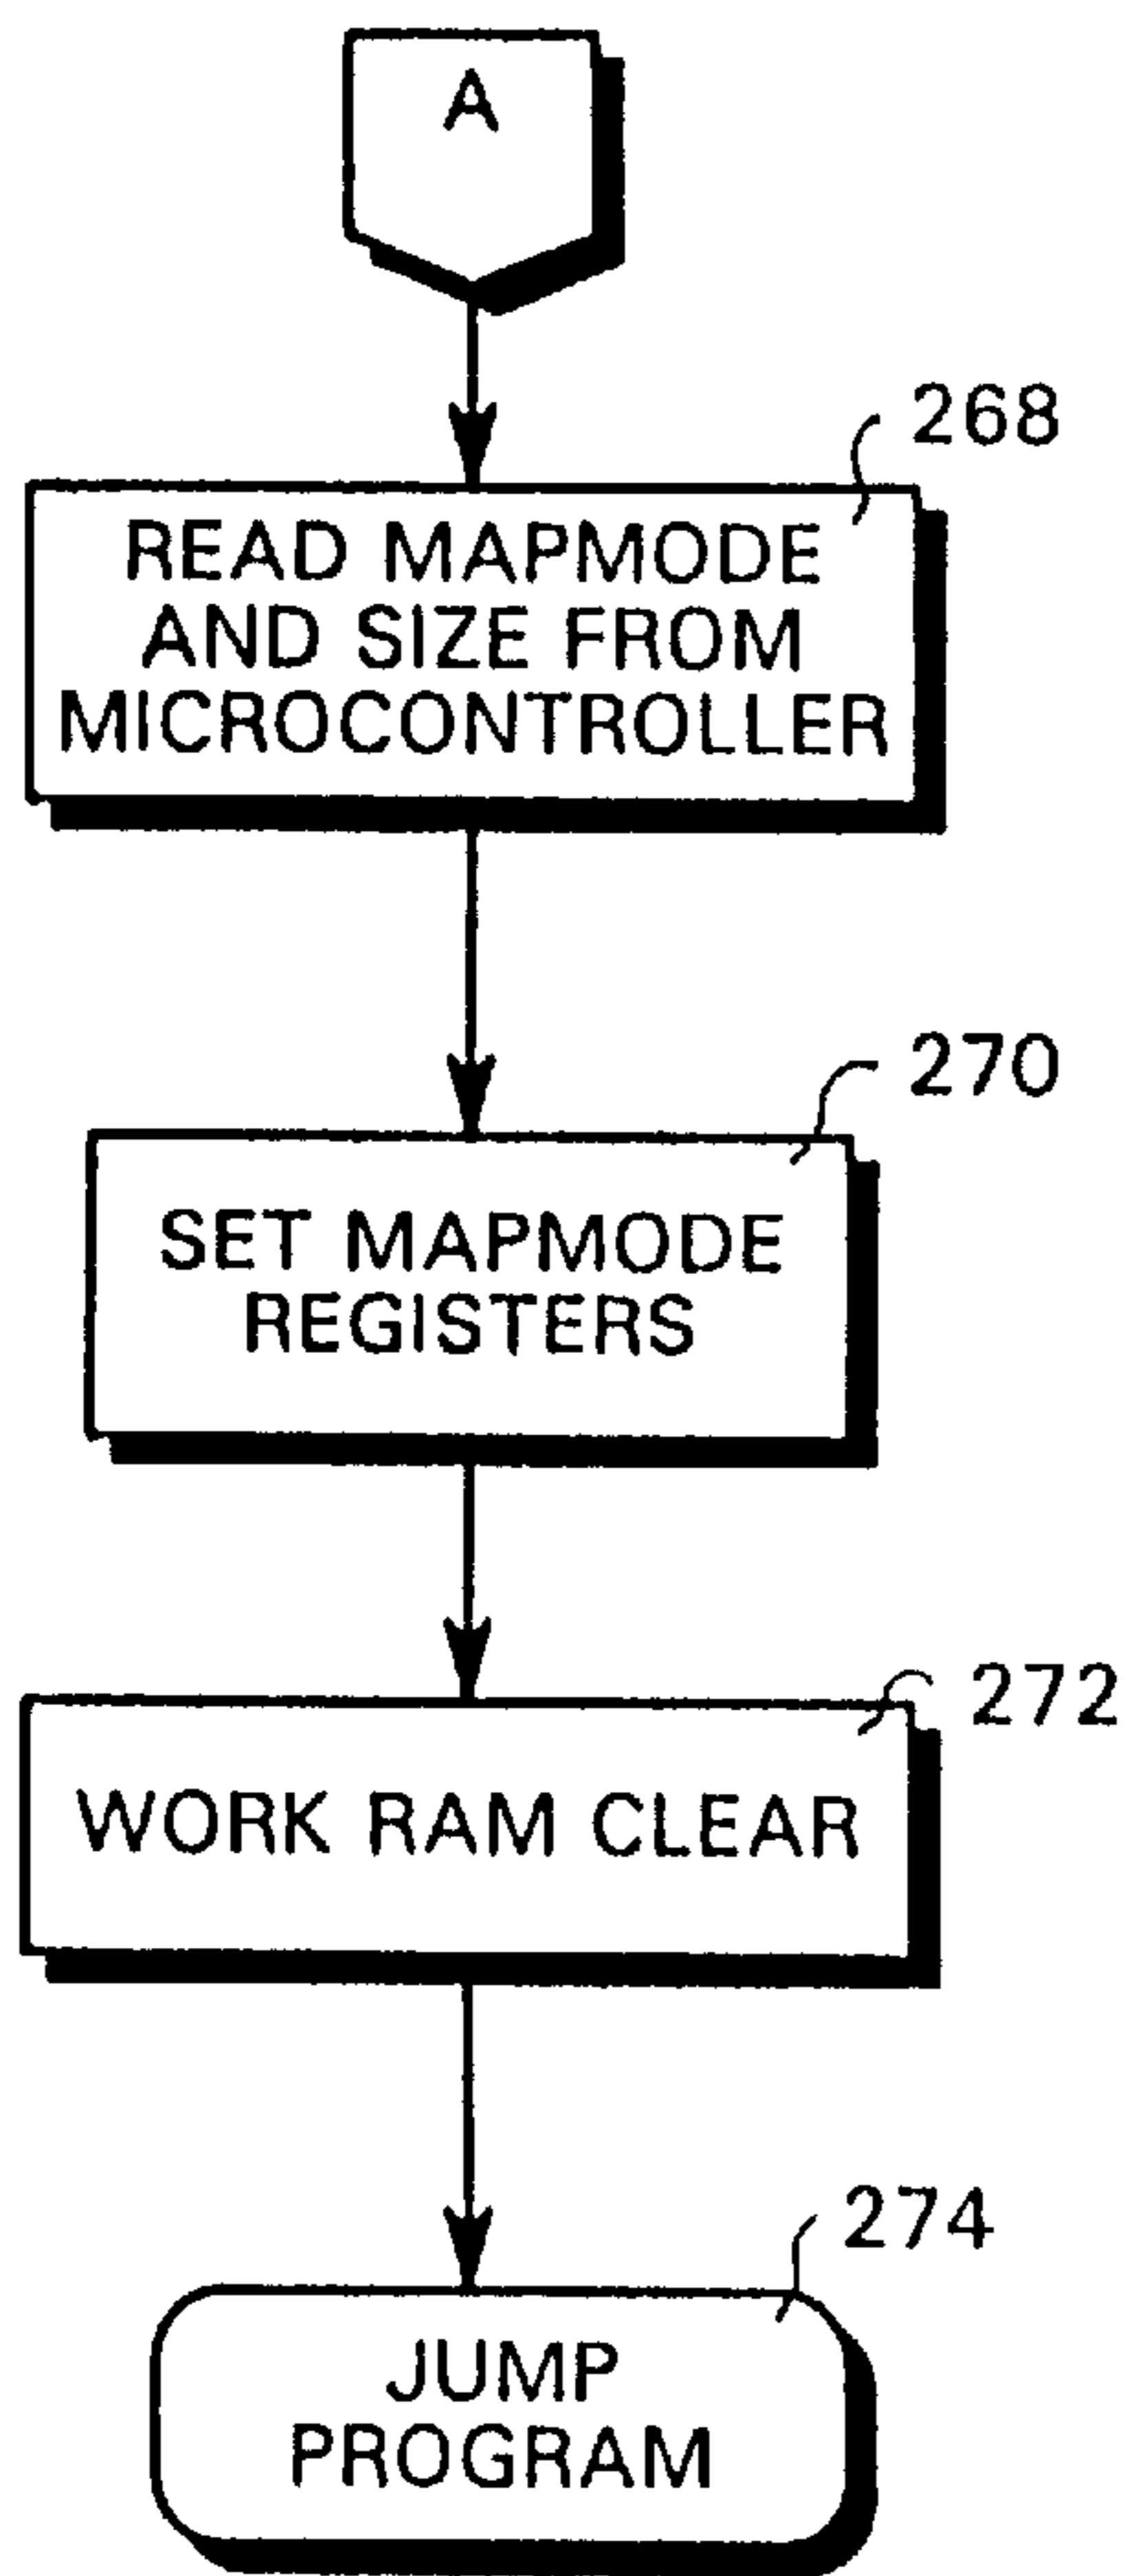 A
268
READ MAPMODE
AND SIZE FROM
MICROCONTROLLER
270
SET MAPMODE
REGISTERS
272
WORK RAM CLEAR
274
JUMP
PROGRAM